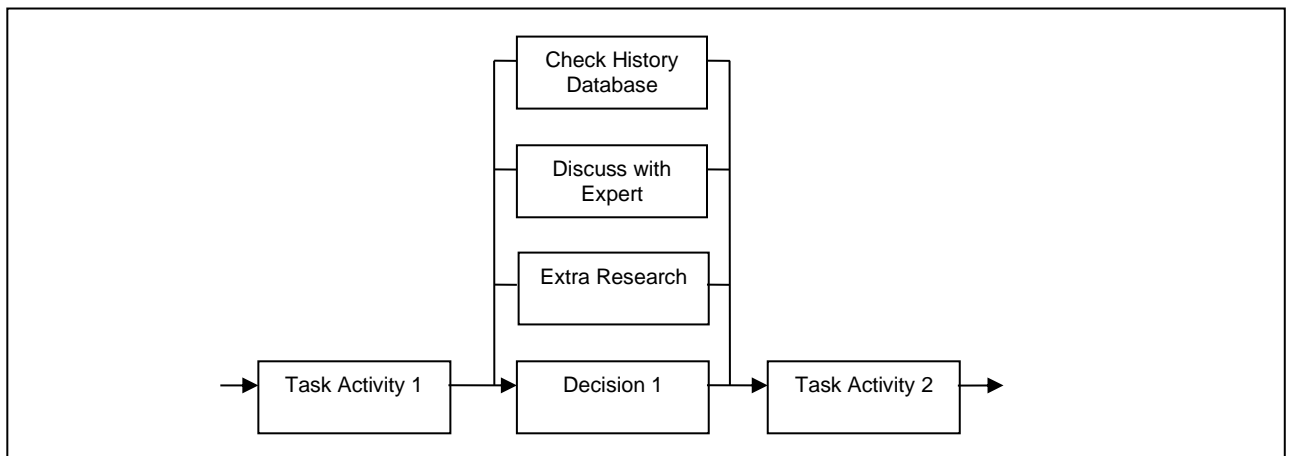 Check History
Database
Discuss with
Expert
Extra Research
Task Activity 1
Decision 1
Task Activity 2